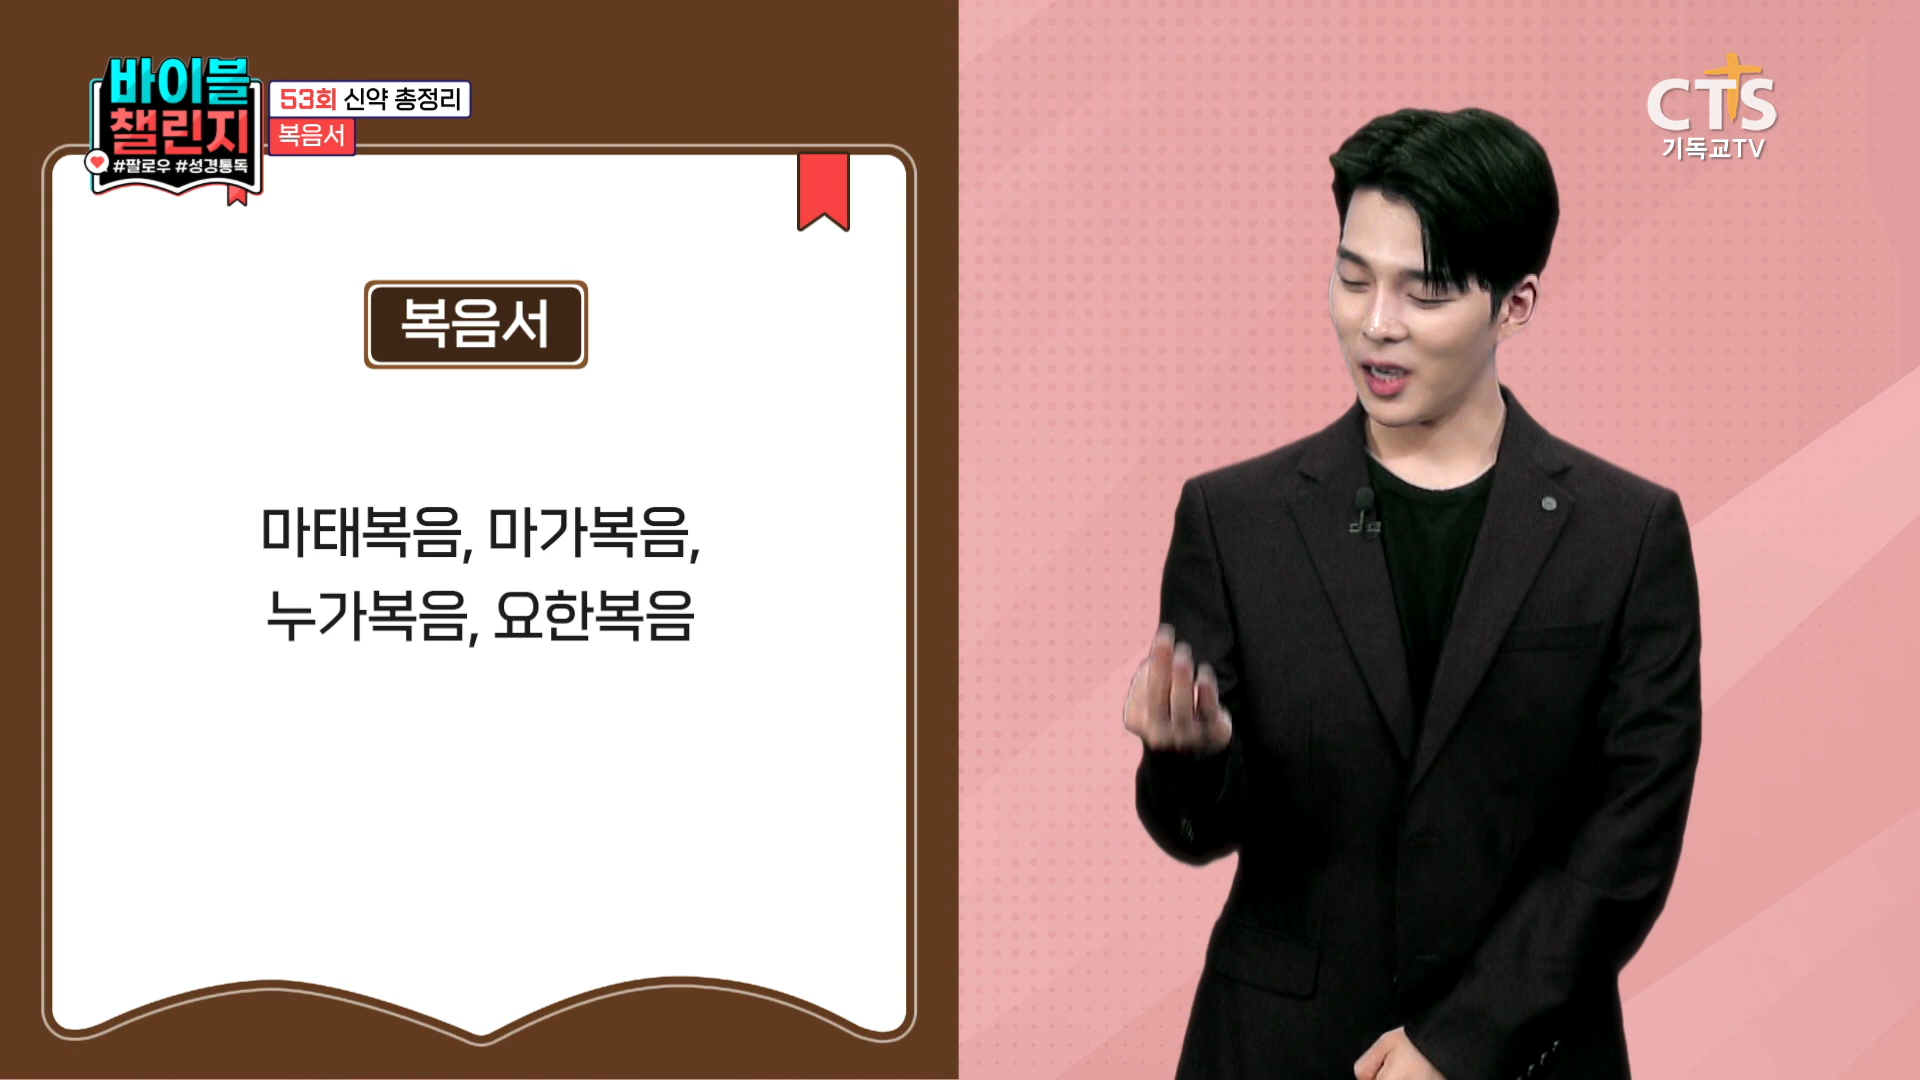 바이블
챌린지
#팔로우 #성경통독
53회 신약 총정리
복음서
CTS
기독교TV
복음서
마태복음, 마가복음,
누가복음, 요한복음